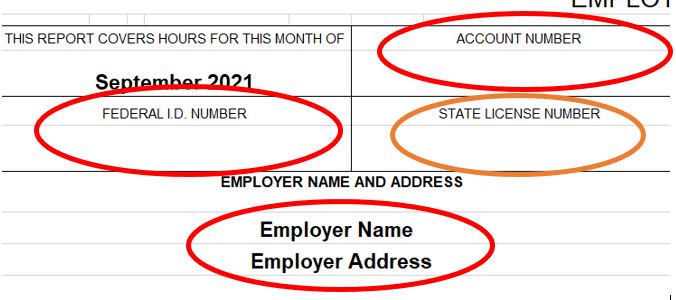 THIS REPORT COVERS HOURS FOR THIS MONTH OF
ACCOUNT NUMBER
September 2021
FEDERAL I.D. NUMBER
STATE LICENSE NUMBER
EMPLOYER NAME AND ADDRESS
Employer Name
Employer Address